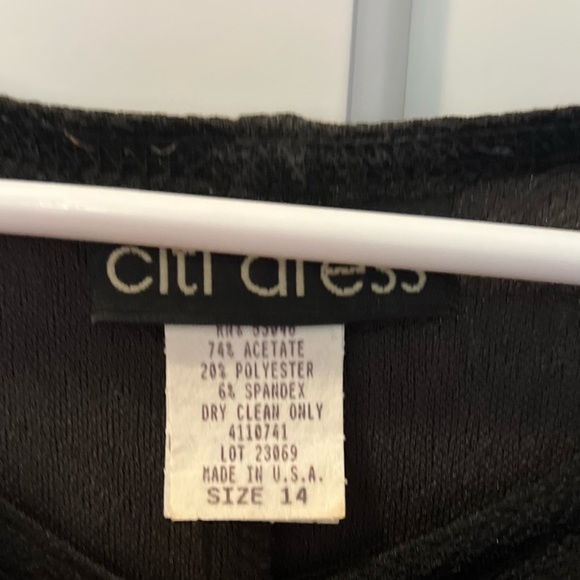 citi dress
74% ACETATE
20% POLYESTER
6% SPANDEX
DRY CLEAN ONLY
4110741
LOT 23069
MADE IN U.S.A.
SIZE 14